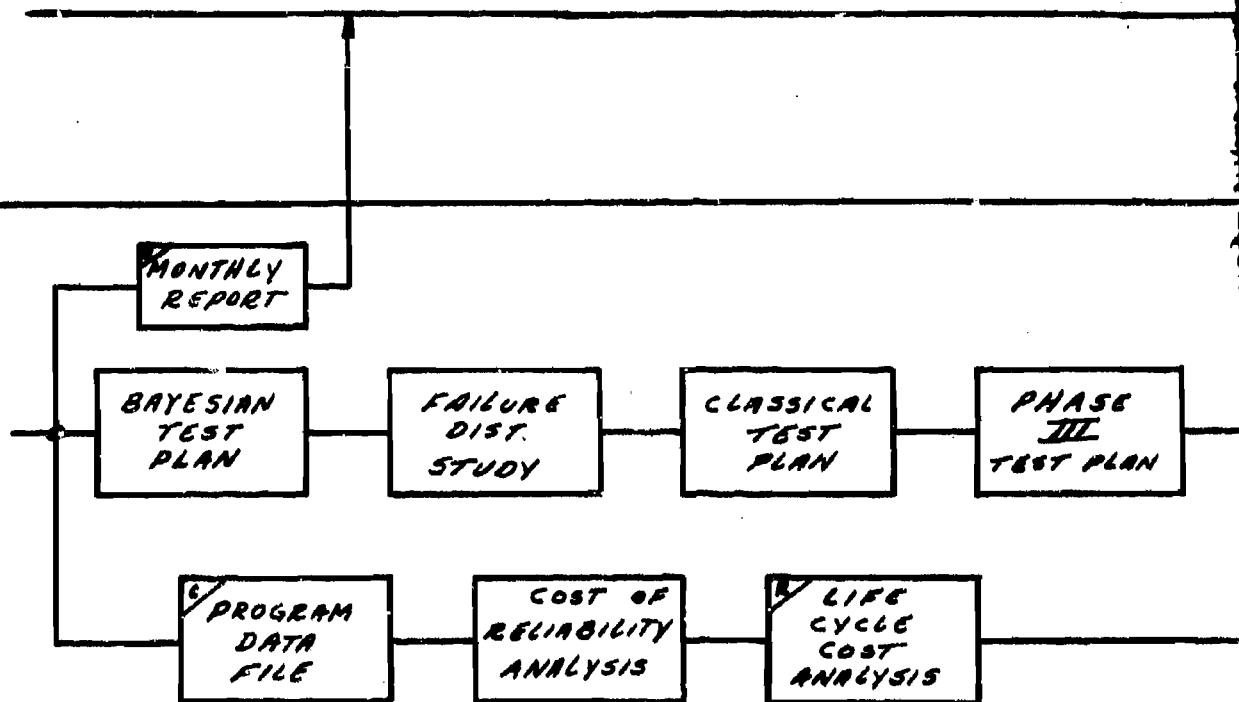 MONTHLY
REPORT
BAYESIAN
TEST
PLAN
FAILURE
DIST.
STUDY
CLASSICAL
TEST
PLAN
PHASE
III
TEST PLAN
C
PROGRAM
DATA
FILE
COST OF
RELIABILITY
ANALYSIS
R
LIFE
CYCLE
COST
ANALYSIS